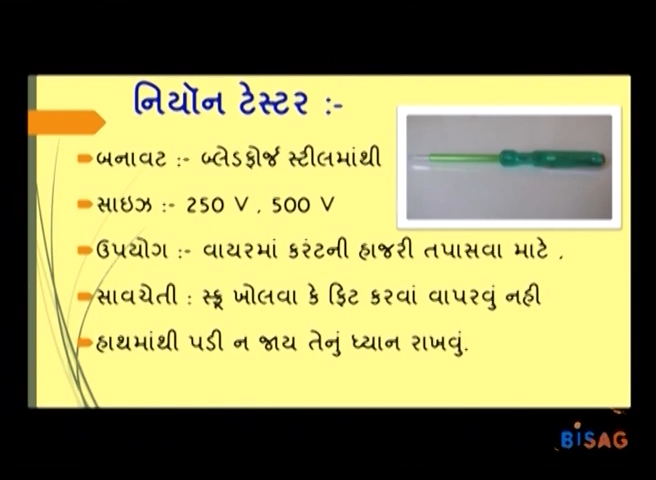 નિયૉન ટેસ્ટર :-
બનાવટ :- બ્લેડફોર્જ સ્ટીલમાંથી
સાઇઝ :- 250 V , 500 V
ઉપયોગ :- વાયરમાં કરંટની હાજરી તપાસવા માટે .
સાવચેતી : સ્ક્રૂ ખોલવા કે ફિટ કરવાં વાપરવું નહી
હાથમાંથી પડી ન જાય તેનું ધ્યાન રાખવું.
BISAG